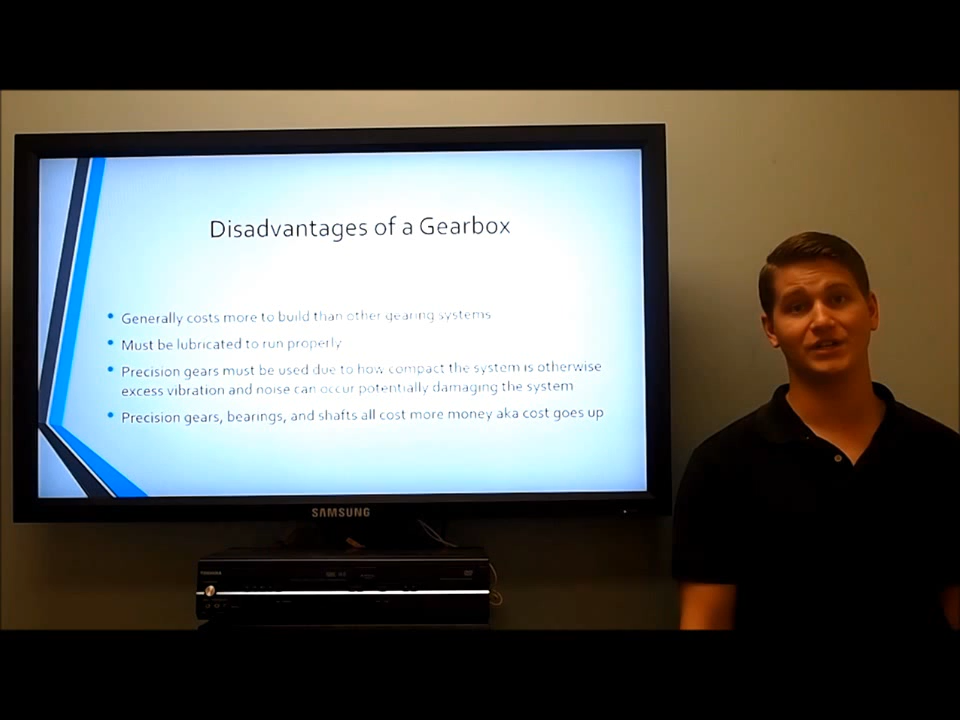 Disadvantages of a Gearbox
• Generally costs more to build than other gearing systems
• Must be lubricated to run properly
• Precision gears must be used due to how compact the system is otherwise
excess vibration and noise can occur potentially damaging the system
• Precision gears, bearings, and shafts all cost more money aka cost goes up
SAMSUNG
TOSHIBA